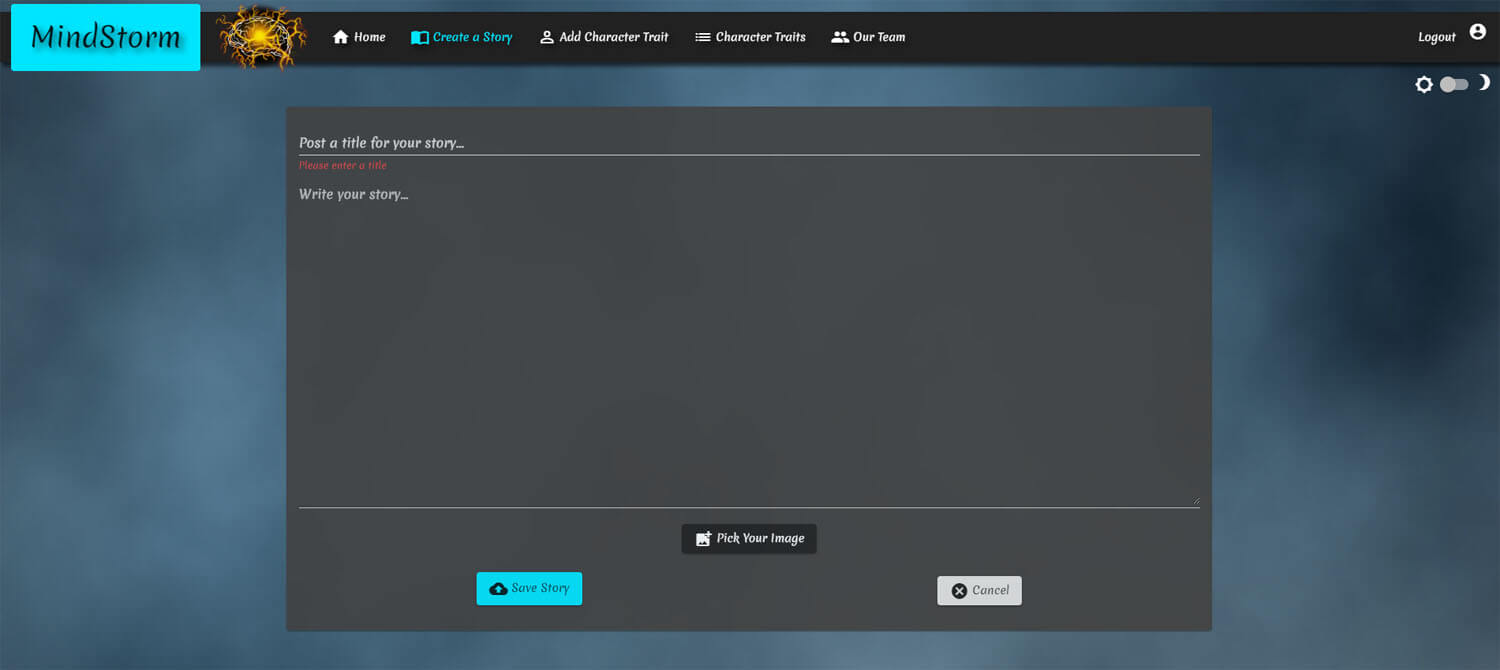 MindStorm
Home
Create a Story
Add Character Trait
Character Traits
Our Team
Logout
Post a title for your story...
Please enter a title
Write your story...
Pick Your Image
Save Story
Cancel